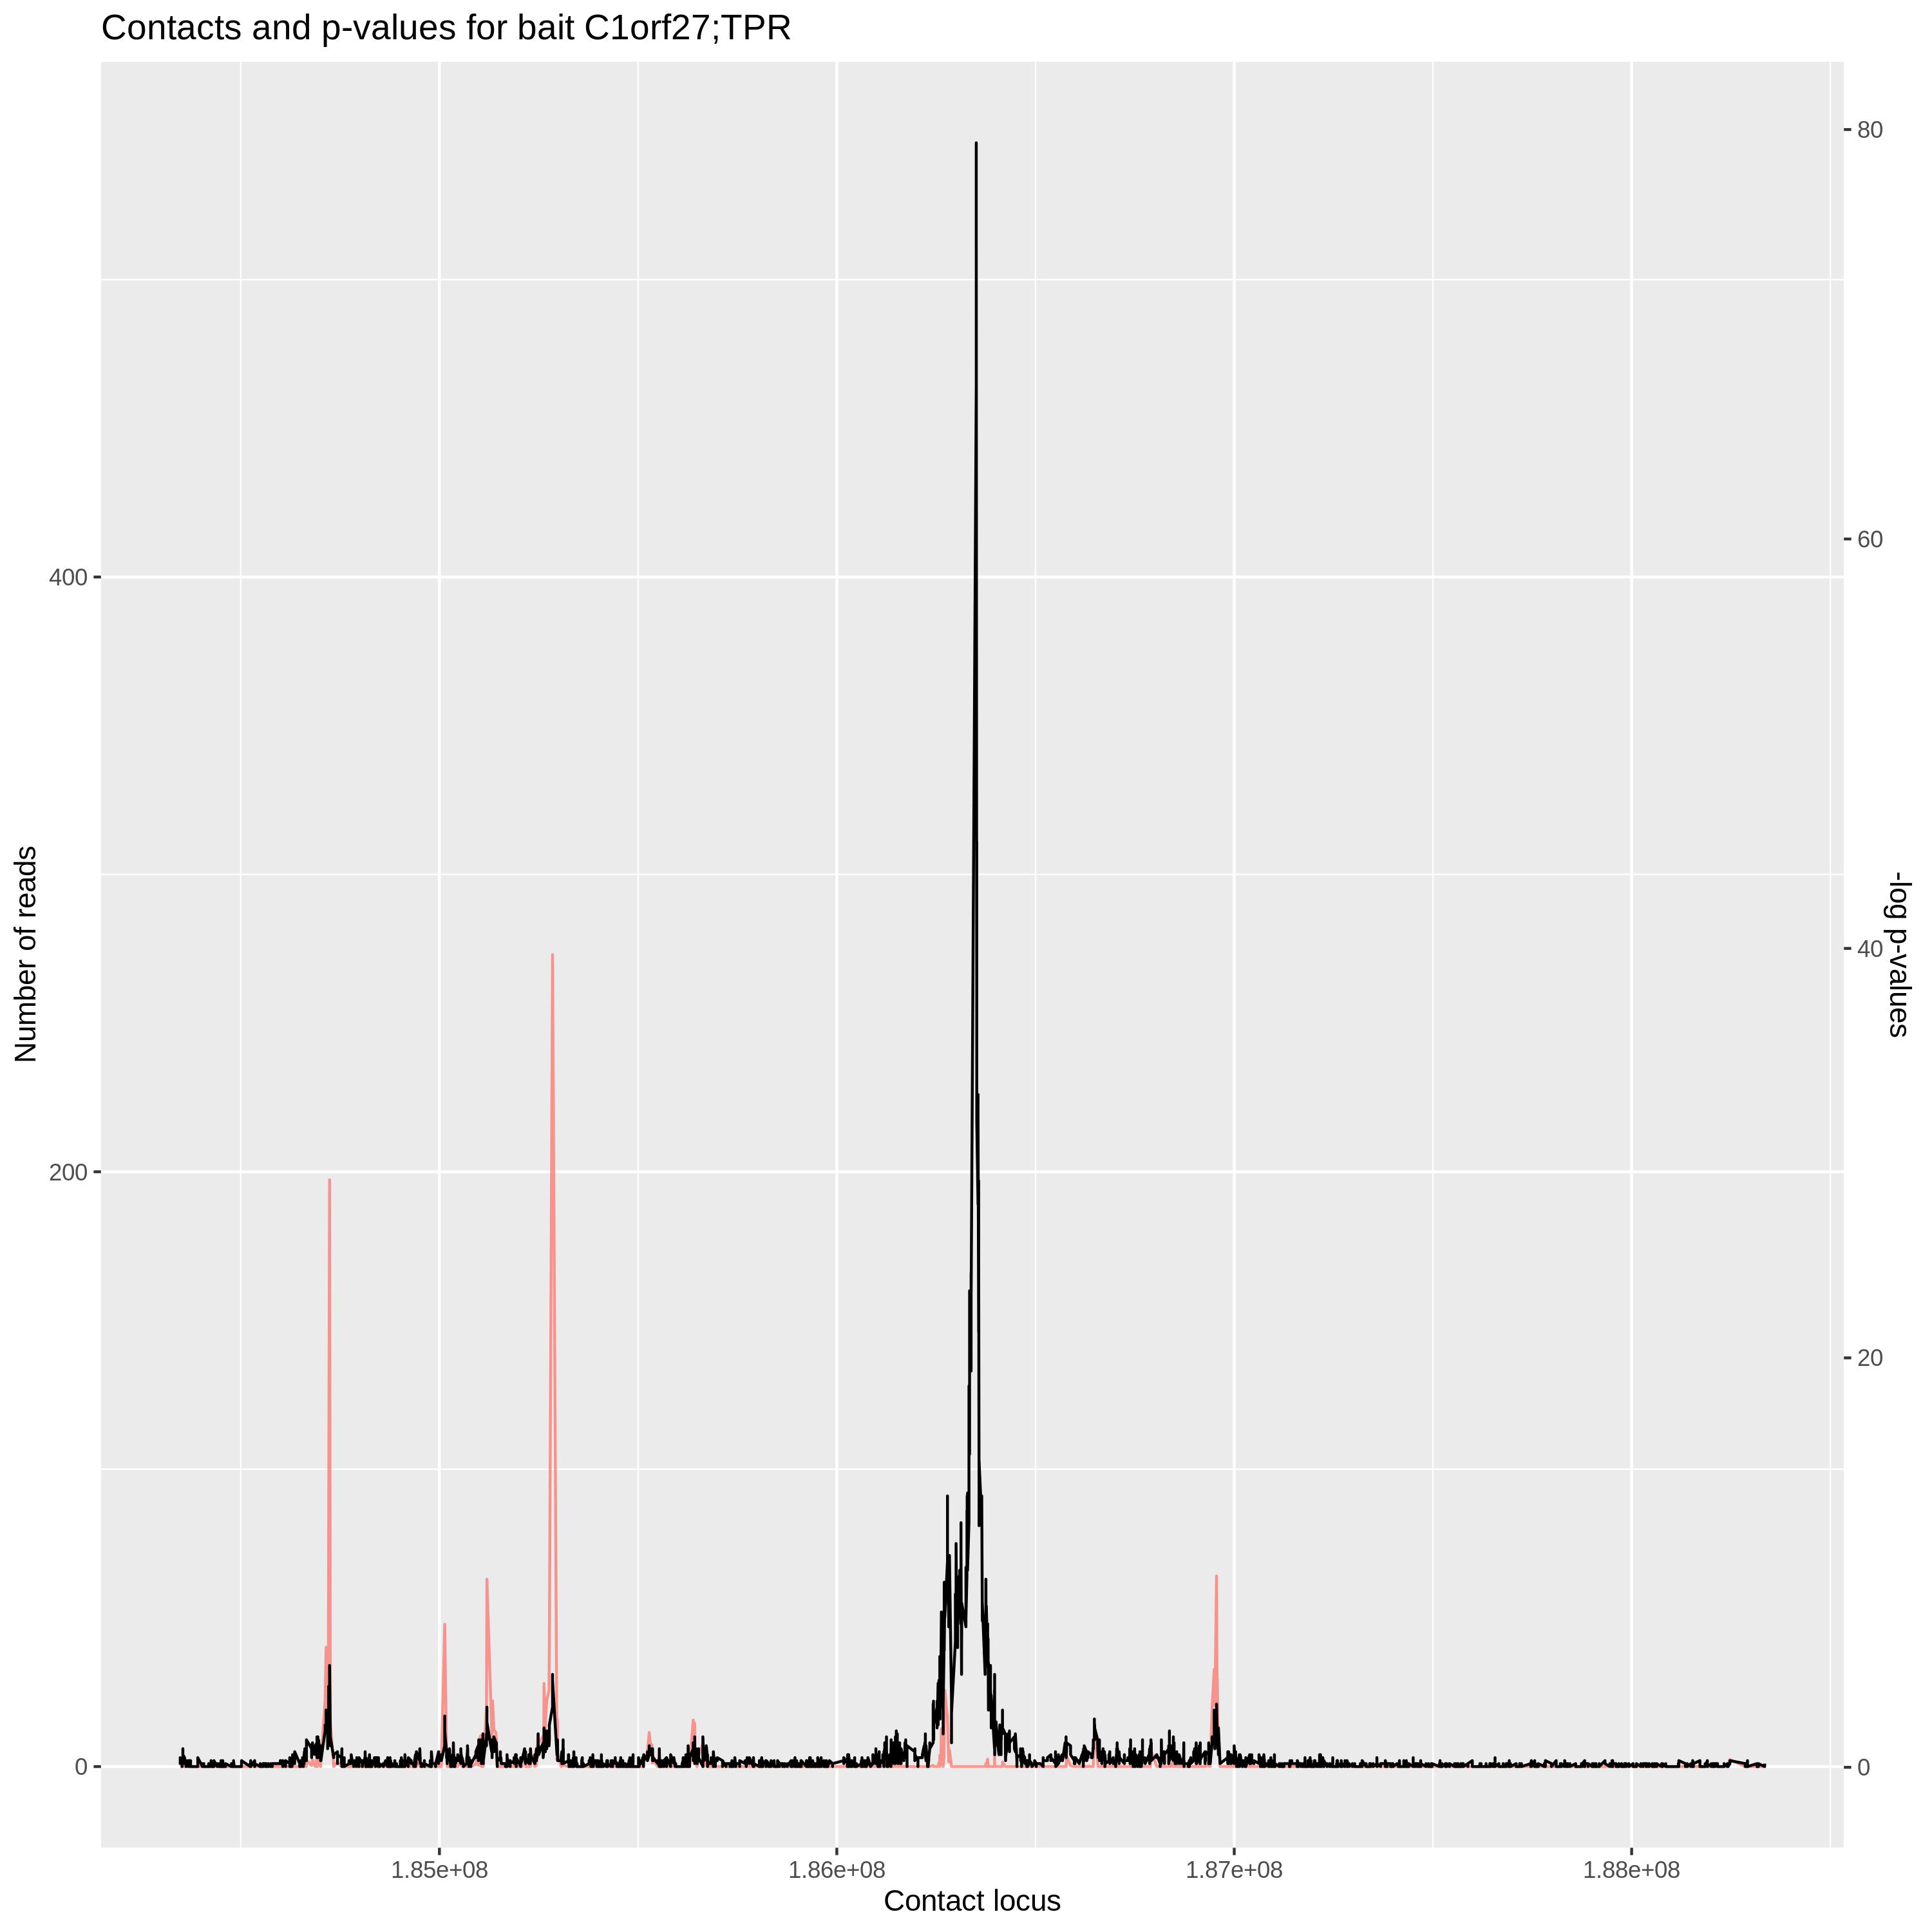 Contacts and p-values for bait C1orf27;TPR
80
60
400
Number of reads
40
-log p-values
200
20
0
0
1.85e+08
1.86e+08
1.87e+08
1.88e+08
Contact locus